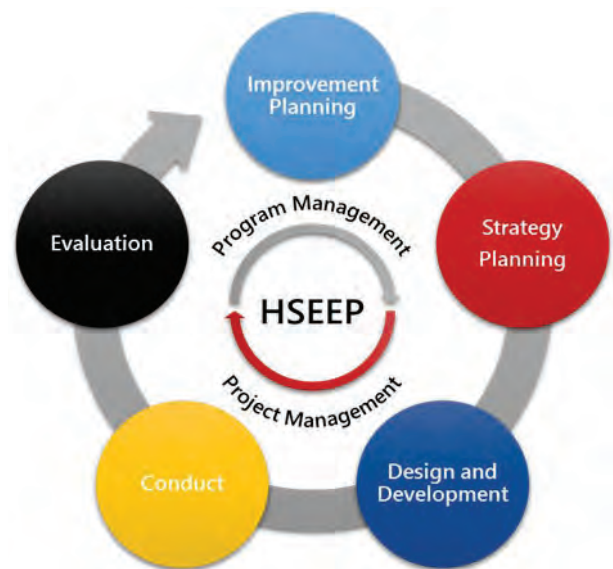 Improvement
Planning
Strategy
Planning
Design and
Development
Conduct
Evaluation
Program Management
HSEEP
Project Management